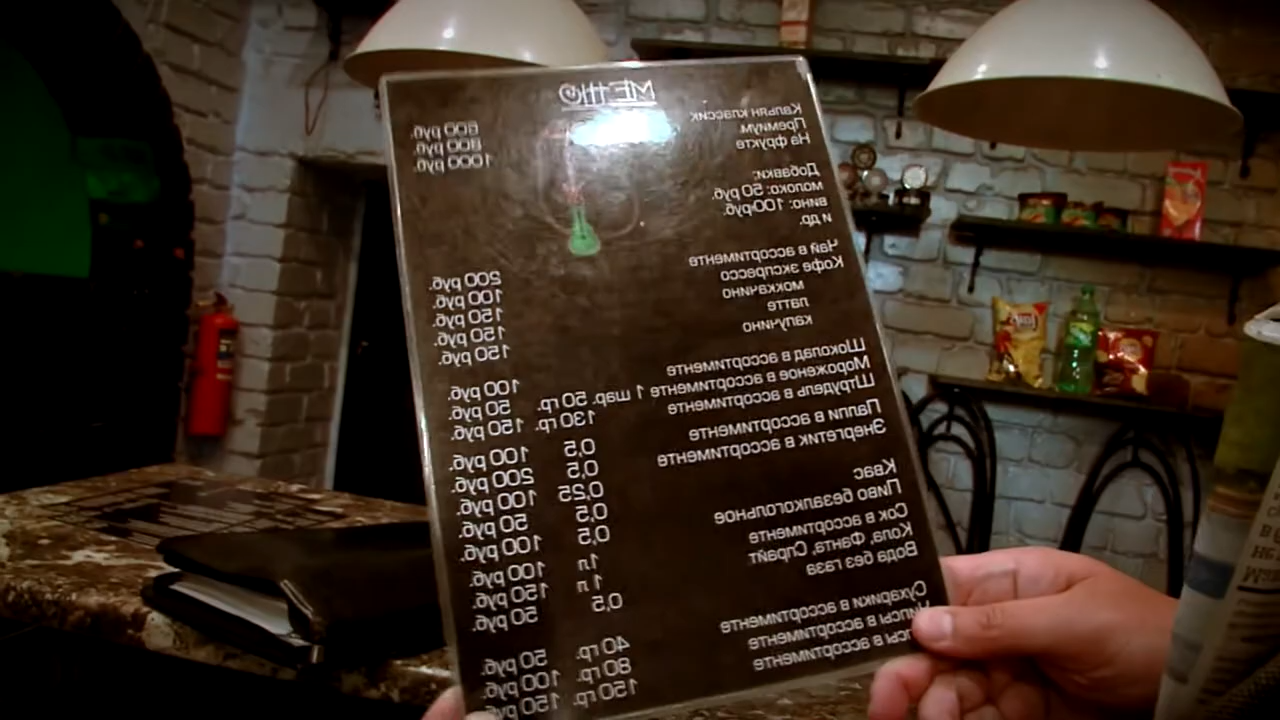 МЕНЮ
Кальян классик 600 руб.
Премиум 800 руб.
На фрукте 1000 руб.
Добавки:
молоко: 50 руб.
вино: 100 руб.
и др.
Чай в ассортименте 200 руб.
Кофе экспрессо 100 руб.
моккачино 150 руб.
латте 150 руб.
капучино 150 руб.
Шоколад в ассортименте 100 руб.
Мороженое в ассортименте 1 шар. 50 гр. 50 руб.
Штрудель в ассортименте 130 гр. 150 руб.
в ассортименте 0,5 100 руб.
Энергетик в ассортименте 0,5 200 руб.
0,25 100 руб.
Квас 0,5 50 руб.
Пиво безалкогольное 0,5 100 руб.
Сок в ассортименте 1л 100 руб.
Кола, Фанта, Спрайт 1 л 150 руб.
Вода без газа 0,5 50 руб.
Сухарики в ассортименте 40 гр. 50 руб.
Чипсы в ассортименте 80 гр. 100 руб.
в ассортименте 150 гр. 150 руб.